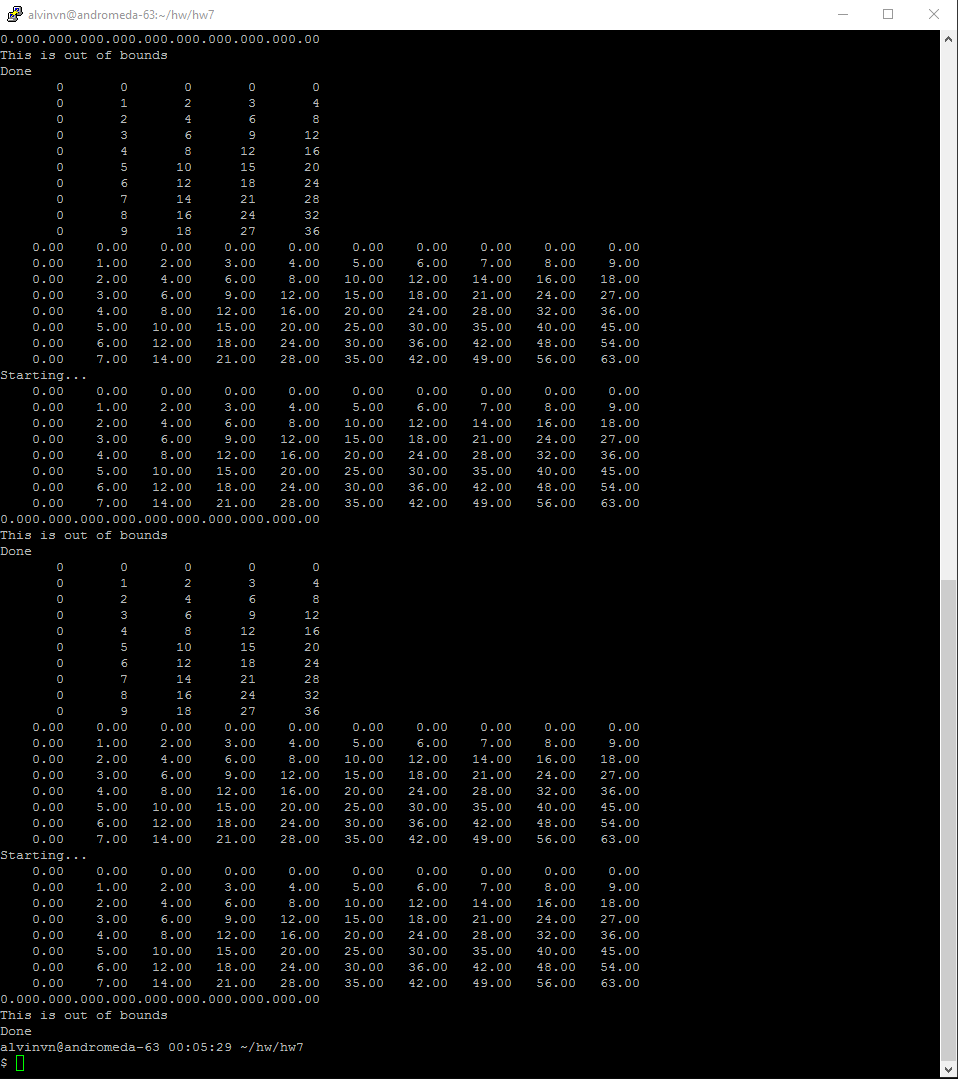 alvinvn@andromeda-63:~/hw/hw7
0.000.000.000.000.000.000.000.000.000.00
This is out of bounds
Done
       0       0       0       0       0
       0       1       2       3       4
       0       2       4       6       8
       0       3       6       9      12
       0       4       8      12      16
       0       5      10      15      20
       0       6      12      18      24
       0       7      14      21      28
       0       8      16      24      32
       0       9      18      27      36
    0.00    0.00    0.00    0.00    0.00    0.00    0.00    0.00    0.00    0.00
    0.00    1.00    2.00    3.00    4.00    5.00    6.00    7.00    8.00    9.00
    0.00    2.00    4.00    6.00    8.00   10.00   12.00   14.00   16.00   18.00
    0.00    3.00    6.00    9.00   12.00   15.00   18.00   21.00   24.00   27.00
    0.00    4.00    8.00   12.00   16.00   20.00   24.00   28.00   32.00   36.00
    0.00    5.00   10.00   15.00   20.00   25.00   30.00   35.00   40.00   45.00
    0.00    6.00   12.00   18.00   24.00   30.00   36.00   42.00   48.00   54.00
    0.00    7.00   14.00   21.00   28.00   35.00   42.00   49.00   56.00   63.00
Starting...
    0.00    0.00    0.00    0.00    0.00    0.00    0.00    0.00    0.00    0.00
    0.00    1.00    2.00    3.00    4.00    5.00    6.00    7.00    8.00    9.00
    0.00    2.00    4.00    6.00    8.00   10.00   12.00   14.00   16.00   18.00
    0.00    3.00    6.00    9.00   12.00   15.00   18.00   21.00   24.00   27.00
    0.00    4.00    8.00   12.00   16.00   20.00   24.00   28.00   32.00   36.00
    0.00    5.00   10.00   15.00   20.00   25.00   30.00   35.00   40.00   45.00
    0.00    6.00   12.00   18.00   24.00   30.00   36.00   42.00   48.00   54.00
    0.00    7.00   14.00   21.00   28.00   35.00   42.00   49.00   56.00   63.00
0.000.000.000.000.000.000.000.000.000.00
This is out of bounds
Done
       0       0       0       0       0
       0       1       2       3       4
       0       2       4       6       8
       0       3       6       9      12
       0       4       8      12      16
       0       5      10      15      20
       0       6      12      18      24
       0       7      14      21      28
       0       8      16      24      32
       0       9      18      27      36
    0.00    0.00    0.00    0.00    0.00    0.00    0.00    0.00    0.00    0.00
    0.00    1.00    2.00    3.00    4.00    5.00    6.00    7.00    8.00    9.00
    0.00    2.00    4.00    6.00    8.00   10.00   12.00   14.00   16.00   18.00
    0.00    3.00    6.00    9.00   12.00   15.00   18.00   21.00   24.00   27.00
    0.00    4.00    8.00   12.00   16.00   20.00   24.00   28.00   32.00   36.00
    0.00    5.00   10.00   15.00   20.00   25.00   30.00   35.00   40.00   45.00
    0.00    6.00   12.00   18.00   24.00   30.00   36.00   42.00   48.00   54.00
    0.00    7.00   14.00   21.00   28.00   35.00   42.00   49.00   56.00   63.00
Starting...
    0.00    0.00    0.00    0.00    0.00    0.00    0.00    0.00    0.00    0.00
    0.00    1.00    2.00    3.00    4.00    5.00    6.00    7.00    8.00    9.00
    0.00    2.00    4.00    6.00    8.00   10.00   12.00   14.00   16.00   18.00
    0.00    3.00    6.00    9.00   12.00   15.00   18.00   21.00   24.00   27.00
    0.00    4.00    8.00   12.00   16.00   20.00   24.00   28.00   32.00   36.00
    0.00    5.00   10.00   15.00   20.00   25.00   30.00   35.00   40.00   45.00
    0.00    6.00   12.00   18.00   24.00   30.00   36.00   42.00   48.00   54.00
    0.00    7.00   14.00   21.00   28.00   35.00   42.00   49.00   56.00   63.00
0.000.000.000.000.000.000.000.000.000.00
This is out of bounds
Done
alvinvn@andromeda-63 00:05:29 ~/hw/hw7
$